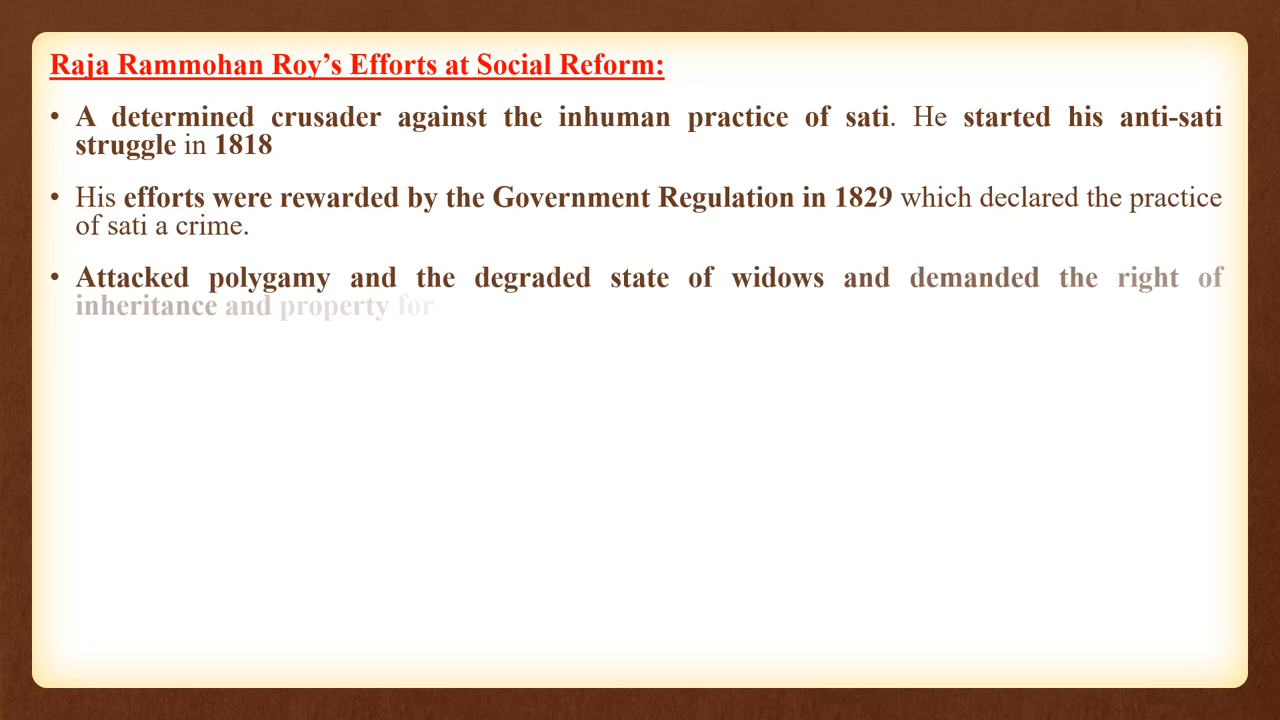 Raja Rammohan Roy’s Efforts at Social Reform:
• A determined crusader against the inhuman practice of sati. He started his anti-sati
struggle in 1818
• His efforts were rewarded by the Government Regulation in 1829 which declared the practice
of sati a crime.
• Attacked polygamy and the degraded state of widows and demanded the right of
inheritance and property for